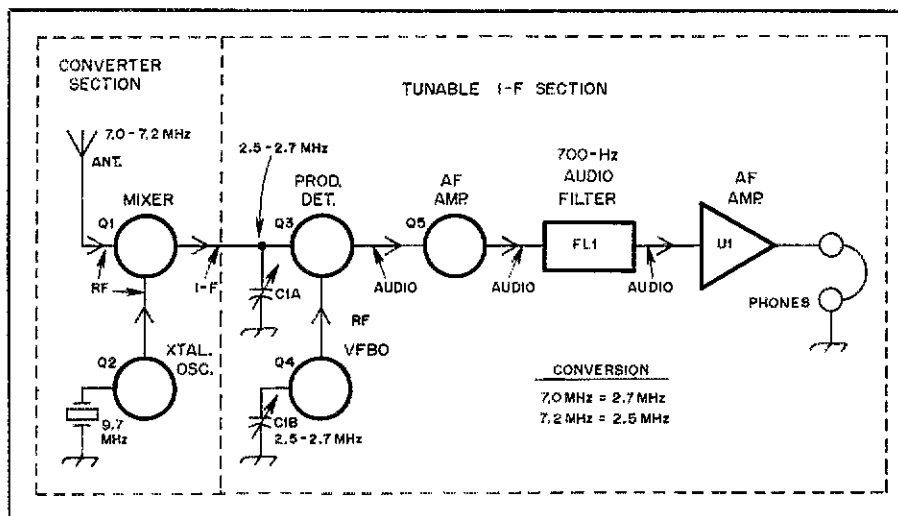 CONVERTER
SECTION
TUNABLE I-F SECTION
7.0-7.2 MHz
ANT.
2.5-2.7 MHz
MIXER
PROD.
DET.
AF
AMP.
700-Hz
AUDIO
FILTER
AF
AMP.
Q1
Q3
Q5
FL1
U1
RF
I-F
C1A
AUDIO
AUDIO
AUDIO
PHONES
Q2
XTAL.
OSC.
RF
Q4
VFBO
9.7
MHz
C1B
2.5-2.7 MHz
CONVERSION
7.0 MHz = 2.7 MHz
7.2 MHz = 2.5 MHz